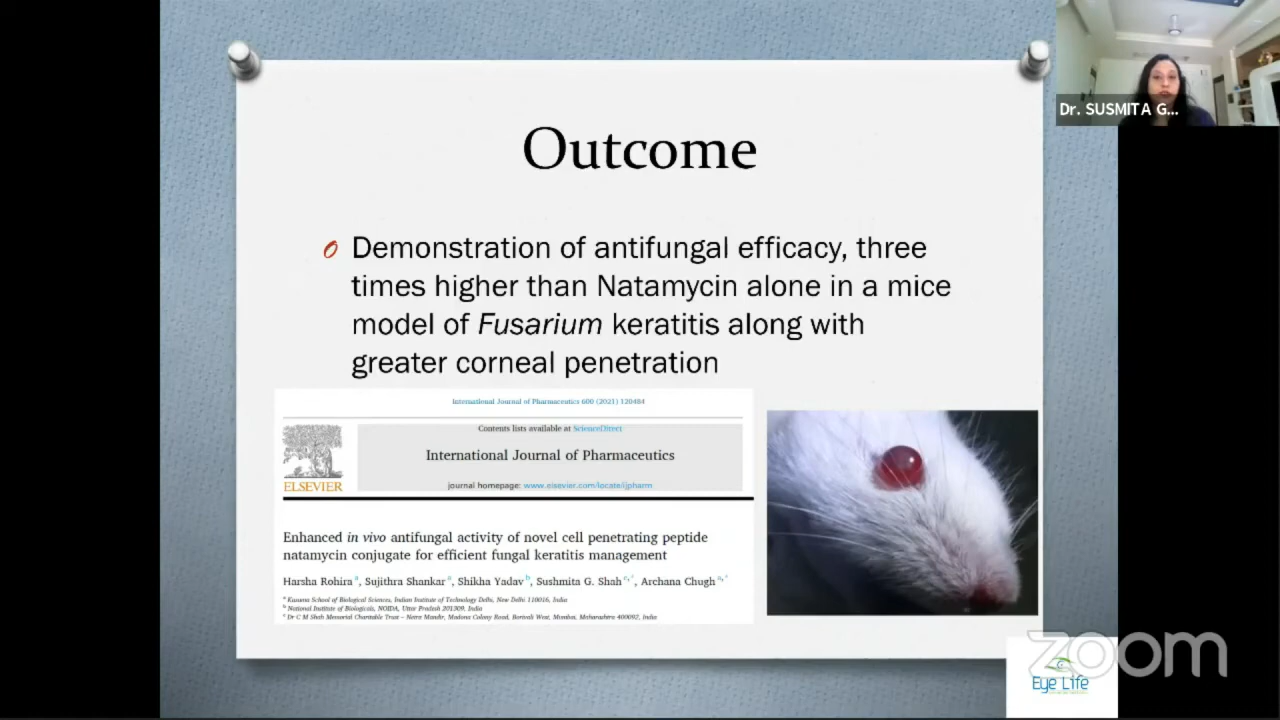 Dr. SUSMITA G...
Outcome
Demonstration of antifungal efficacy, three
times higher than Natamycin alone in a mice
model of Fusarium keratitis along with
greater corneal penetration
International Journal of Pharmaceutics 600 (2021) 120484
Contents lists available at ScienceDirect
International Journal of Pharmaceutics
ELSEVIER
journal homepage: www.elsevier.com/locate/ijpharm
Enhanced in vivo antifungal activity of novel cell penetrating peptide
natamycin conjugate for efficient fungal keratitis management
Harsha Rohira a, Sujithra Shankar a, Shikha Yadav b, Sushmita G. Shah c,*, Archana Chugh a,*
a Kusuma School of Biological Sciences, Indian Institute of Technology Delhi, New Delhi 110016, India
b National Institute of Biologicals, NOIDA, Uttar Pradesh 201309, India
c Dr C M Shah Memorial Charitable Trust – Netra Mandir, Madona Colony Road, Borivali West, Mumbai, Maharashtra 400092, India
zoom
Eye Life